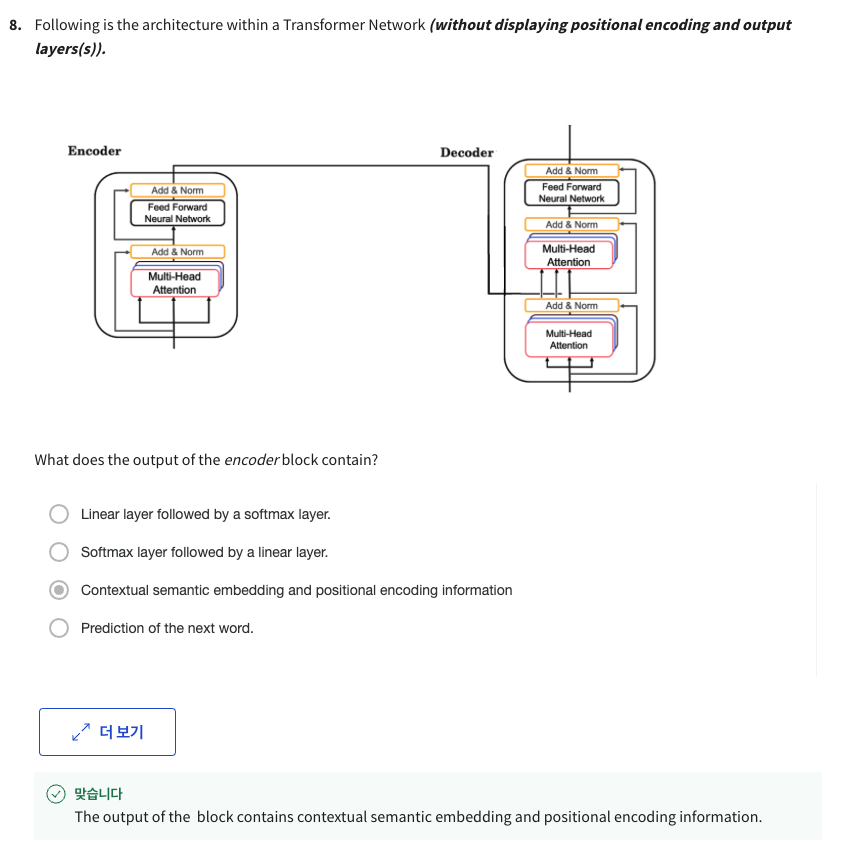 8. Following is the architecture within a Transformer Network (without displaying positional encoding and output
layers(s)).
Encoder
Add & Norm
Feed Forward
Neural Network
Add & Norm
Multi-Head
Attention
Decoder
Add & Norm
Feed Forward
Neural Network
Add & Norm
Multi-Head
Attention
Add & Norm
Multi-Head
Attention
What does the output of the encoder block contain?
Linear layer followed by a softmax layer.
Softmax layer followed by a linear layer.
Contextual semantic embedding and positional encoding information
Prediction of the next word.
더 보기
맞습니다
The output of the block contains contextual semantic embedding and positional encoding information.